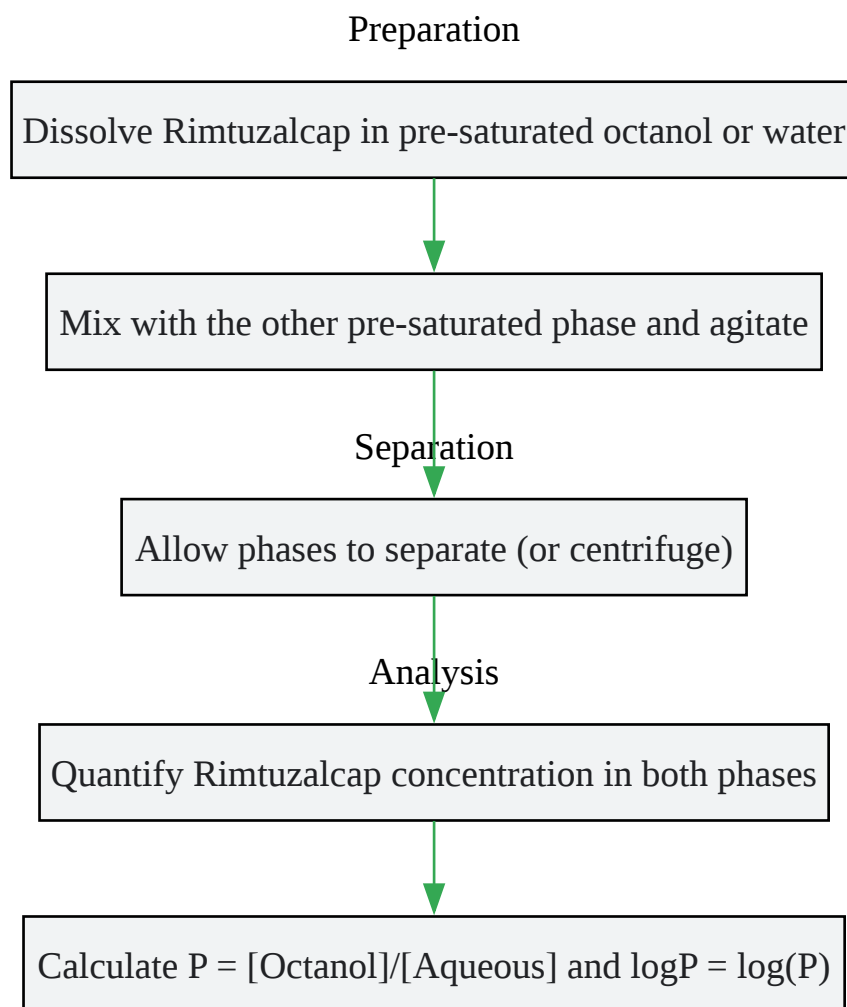 Preparation
Dissolve Rimtuzalcap in pre-saturated octanol or water
Mix with the other pre-saturated phase and agitate
Separation
Allow phases to separate (or centrifuge)
Analysis
Quantify Rimtuzalcap concentration in both phases
Calculate P = [Octanol]/[Aqueous] and logP = log(P)